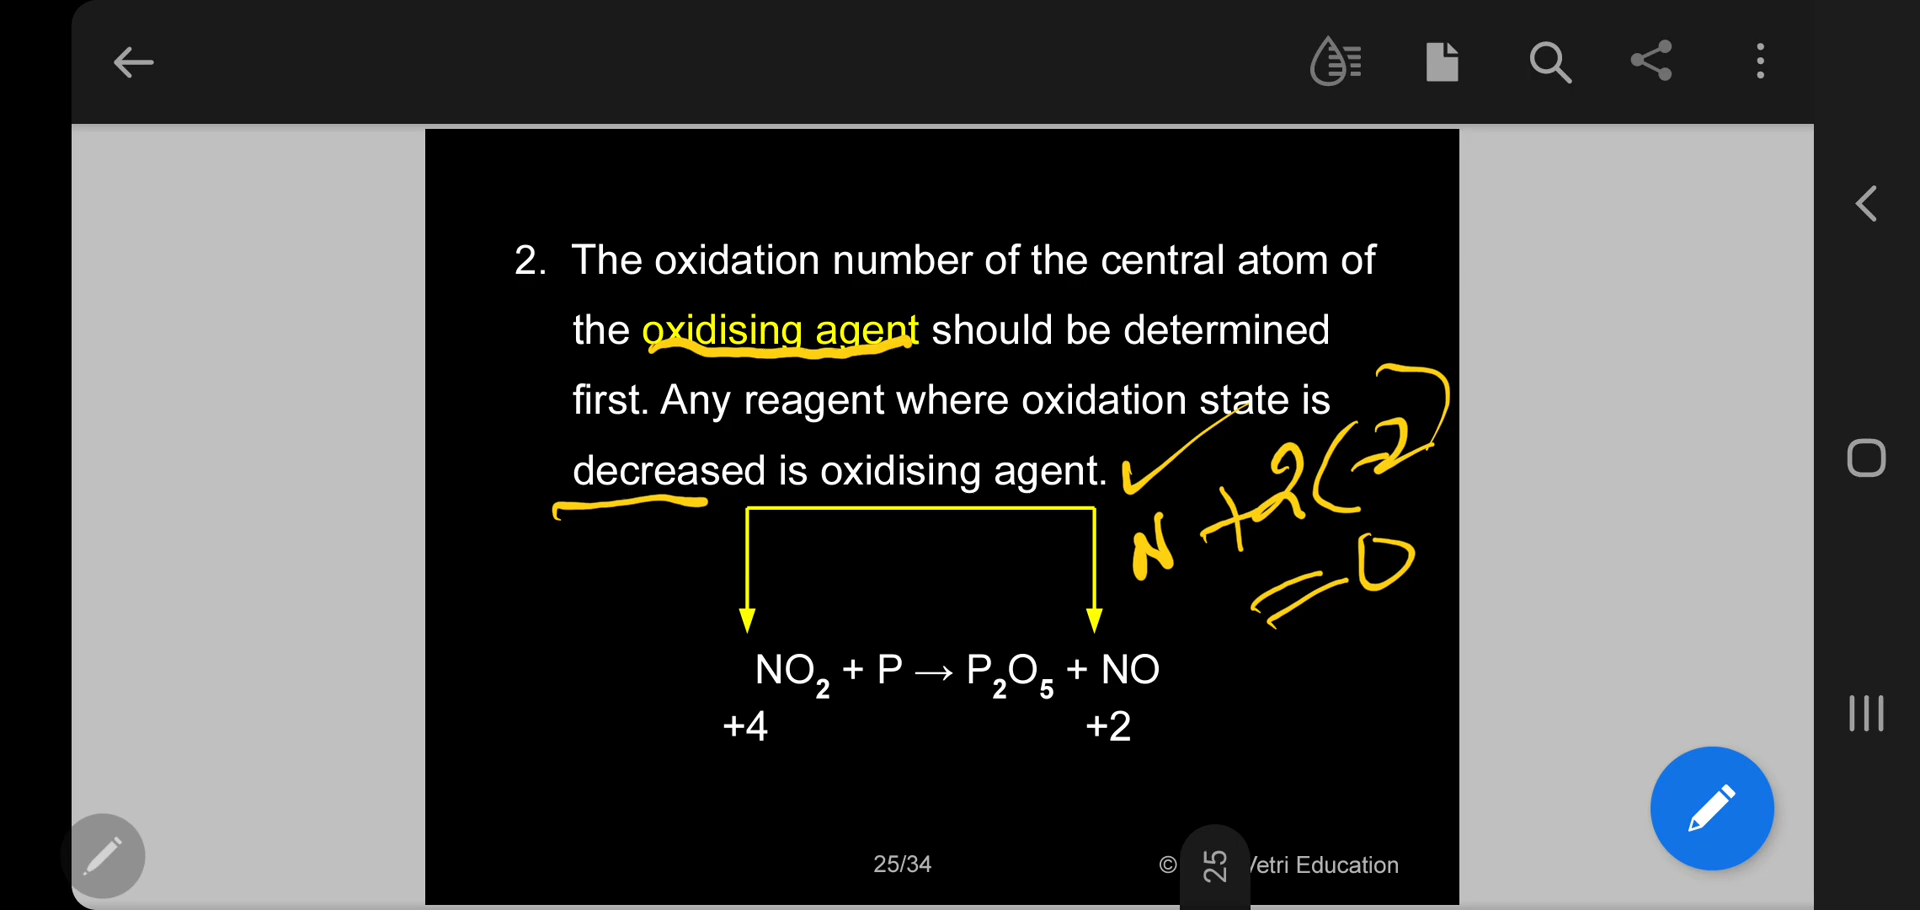 2. The oxidation number of the central atom of
the oxidising agent should be determined
first. Any reagent where oxidation state is
decreased is oxidising agent.
N + 2(-2)
= 0
NO₂ + P → P₂O₅ + NO
+4 +2
25/34
©
25
Vetri Education